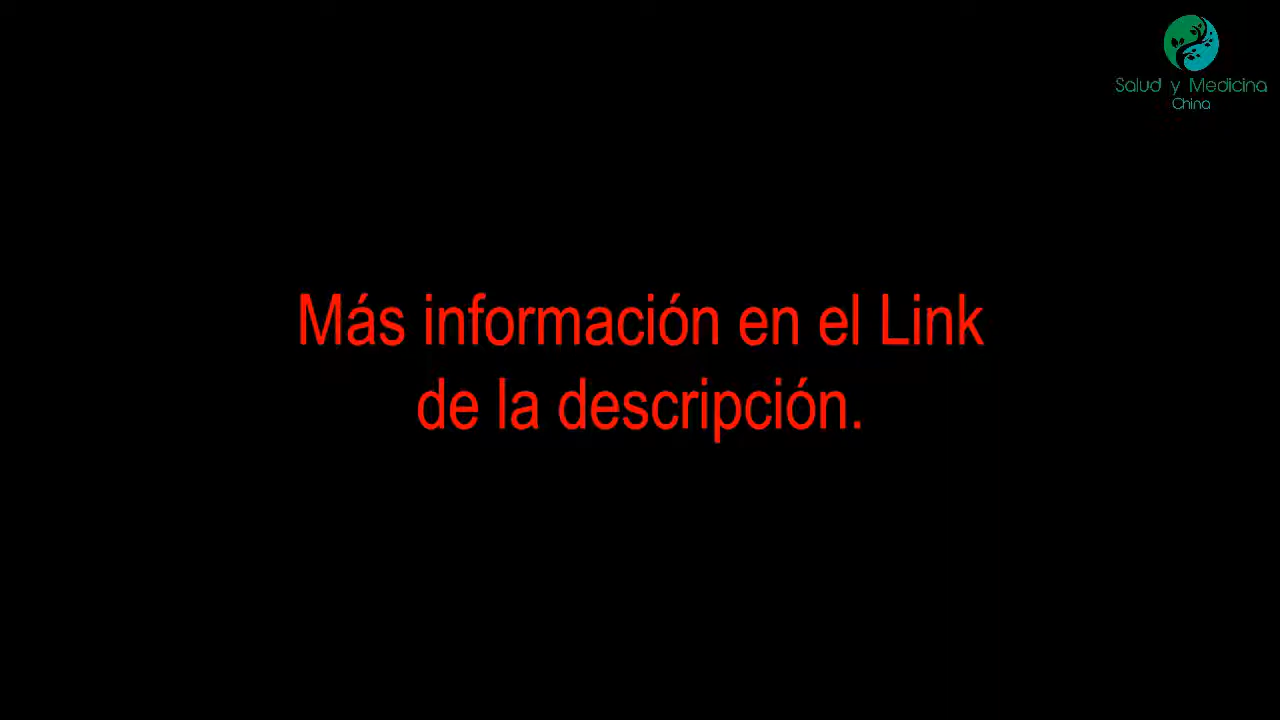 Salud y Medicina
China
Más información en el Link
de la descripción.